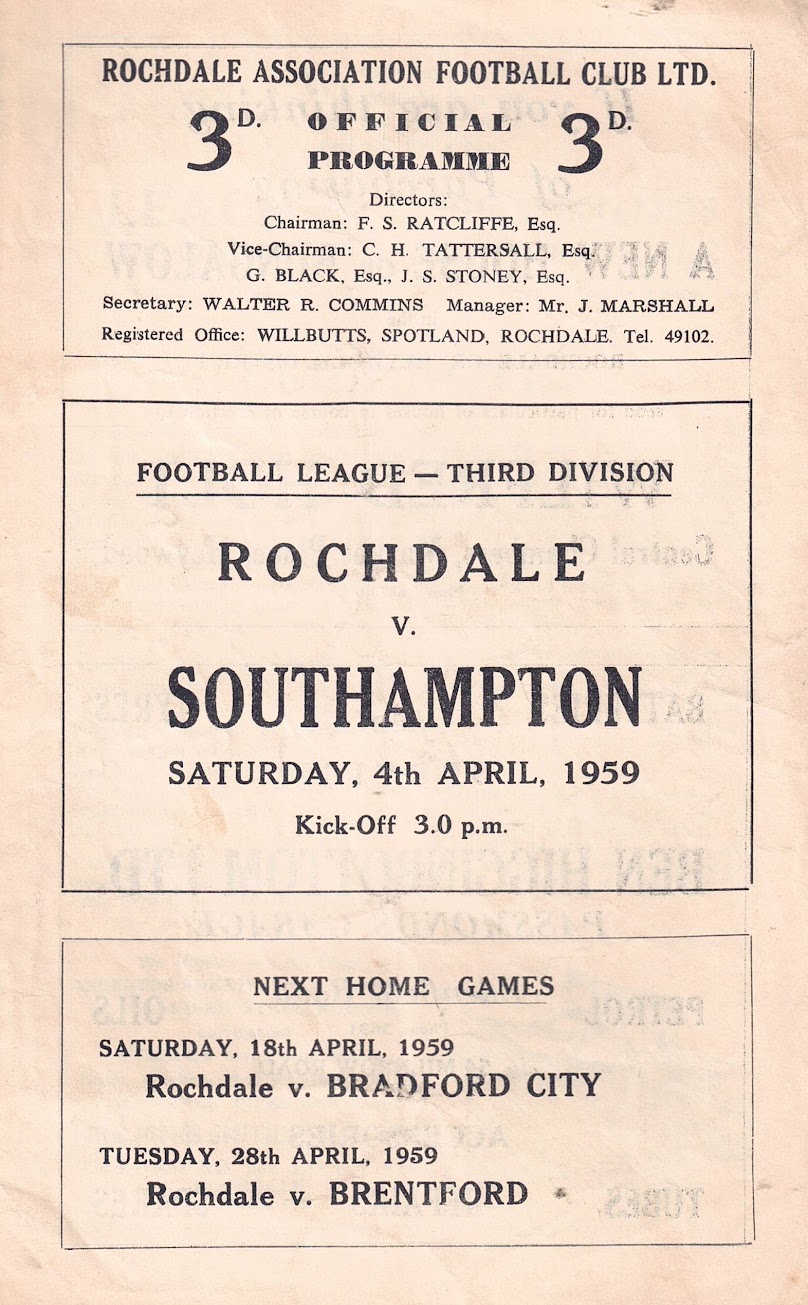 ROCHDALE ASSOCIATION FOOTBALL CLUB LTD.
3D. OFFICIAL PROGRAMME 3D.
Directors:
Chairman: F. S. RATCLIFFE, Esq.
Vice-Chairman: C. H. TATTERSALL, Esq.
G. BLACK, Esq., J. S. STONEY, Esq.
Secretary: WALTER R. COMMINS Manager: Mr. J. MARSHALL
Registered Office: WILLBUTTS, SPOTLAND, ROCHDALE. Tel. 49102.
FOOTBALL LEAGUE — THIRD DIVISION
ROCHDALE
V.
SOUTHAMPTON
SATURDAY, 4th APRIL, 1959
Kick-Off 3.0 p.m.
NEXT HOME GAMES
SATURDAY, 18th APRIL, 1959
Rochdale v. BRADFORD CITY
TUESDAY, 28th APRIL, 1959
Rochdale v. BRENTFORD